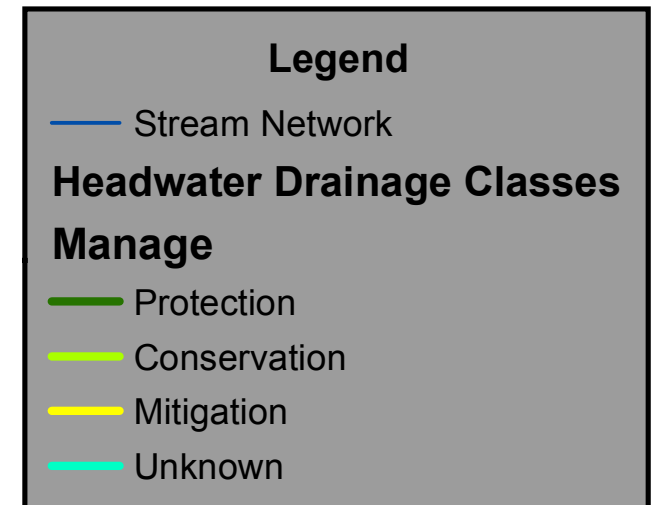 Legend
Stream Network
Headwater Drainage Classes
Manage
Protection
Conservation
Mitigation
Unknown